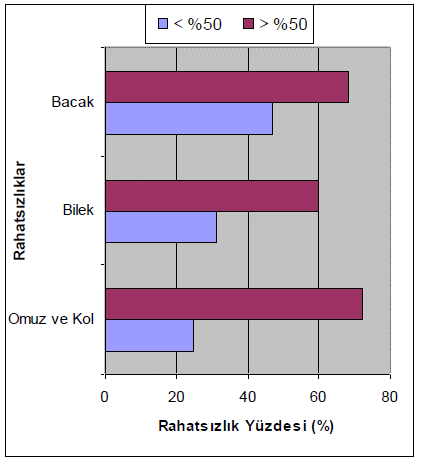 < %50 > %50
Rahatsızlıklar
Bacak
Bilek
Omuz ve Kol
0 20 40 60 80
Rahatsızlık Yüzdesi (%)